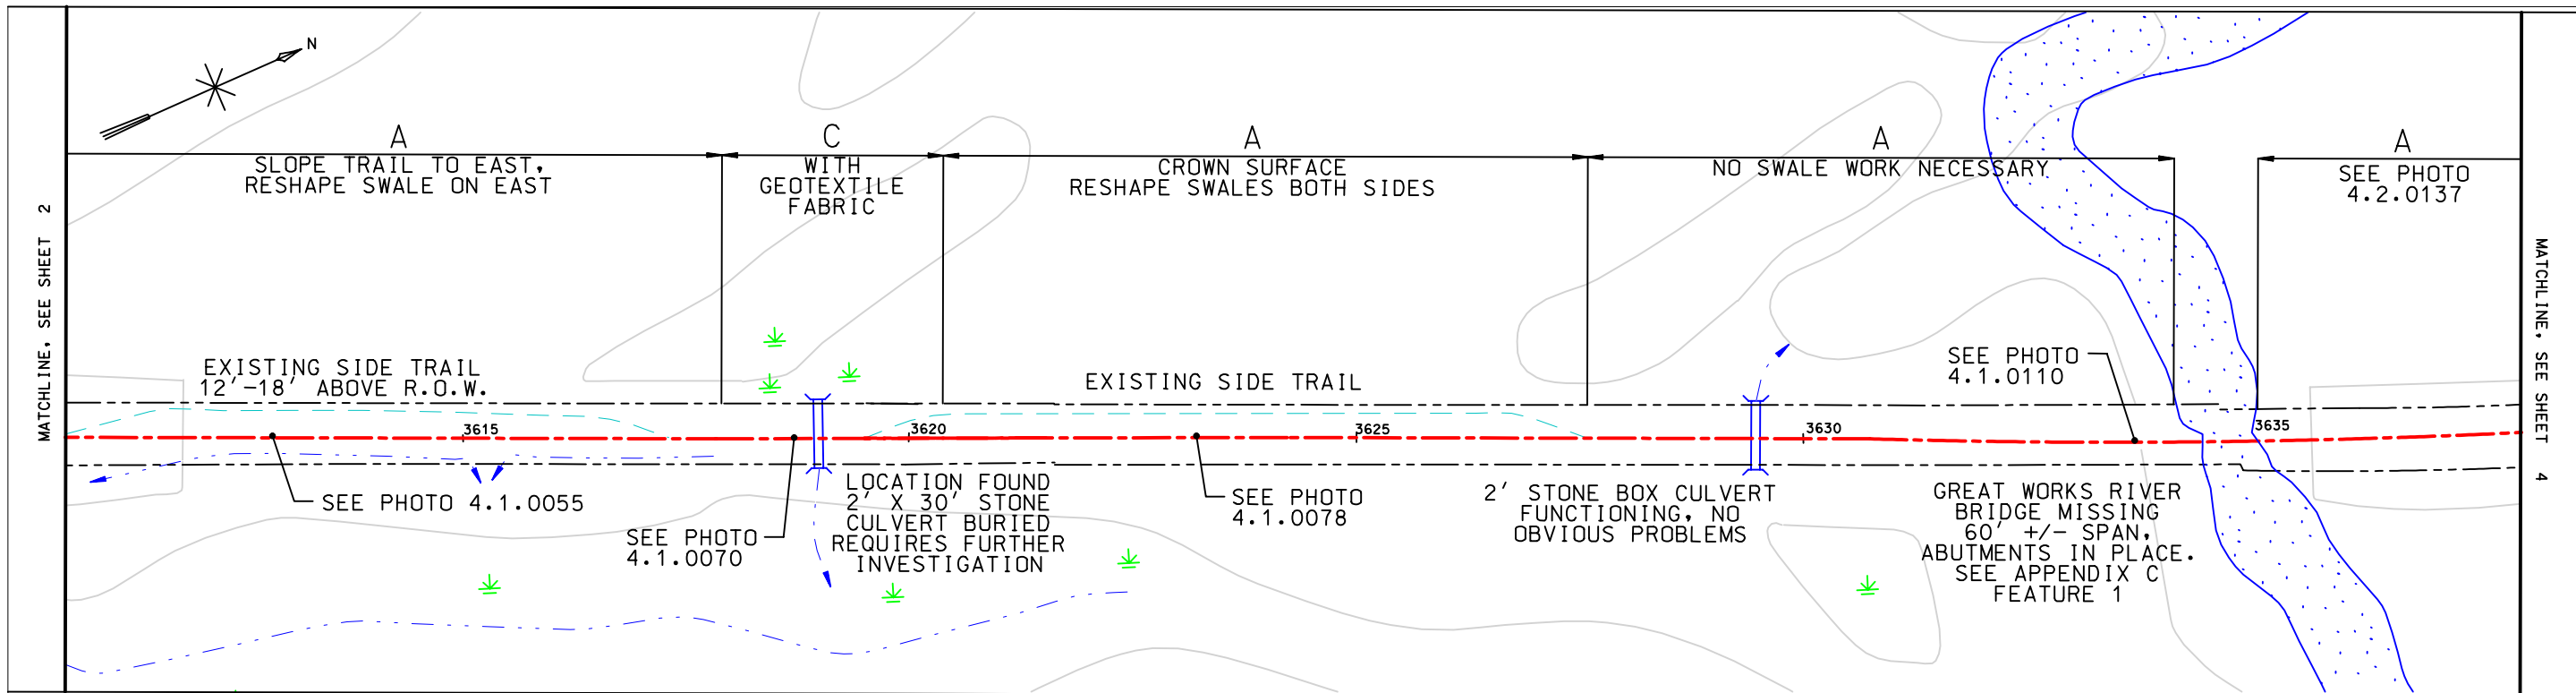 N
A
C
A
A
A
SLOPE TRAIL TO EAST,
RESHAPE SWALE ON EAST
WITH
GEOTEXTILE
FABRIC
CROWN SURFACE
RESHAPE SWALES BOTH SIDES
NO SWALE WORK NECESSARY
SEE PHOTO
4.2.0137
MATCHLINE, SEE SHEET 2
MATCHLINE, SEE SHEET 4
EXISTING SIDE TRAIL
12'-18' ABOVE R.O.W.
EXISTING SIDE TRAIL
SEE PHOTO
4.1.0110
3615
3620
3625
3630
3635
SEE PHOTO 4.1.0055
SEE PHOTO
4.1.0070
LOCATION FOUND
2' X 30' STONE
CULVERT BURIED
REQUIRES FURTHER
INVESTIGATION
SEE PHOTO
4.1.0078
2' STONE BOX CULVERT
FUNCTIONING, NO
OBVIOUS PROBLEMS
GREAT WORKS RIVER
BRIDGE MISSING
60' +/- SPAN,
ABUTMENTS IN PLACE.
SEE APPENDIX C
FEATURE 1